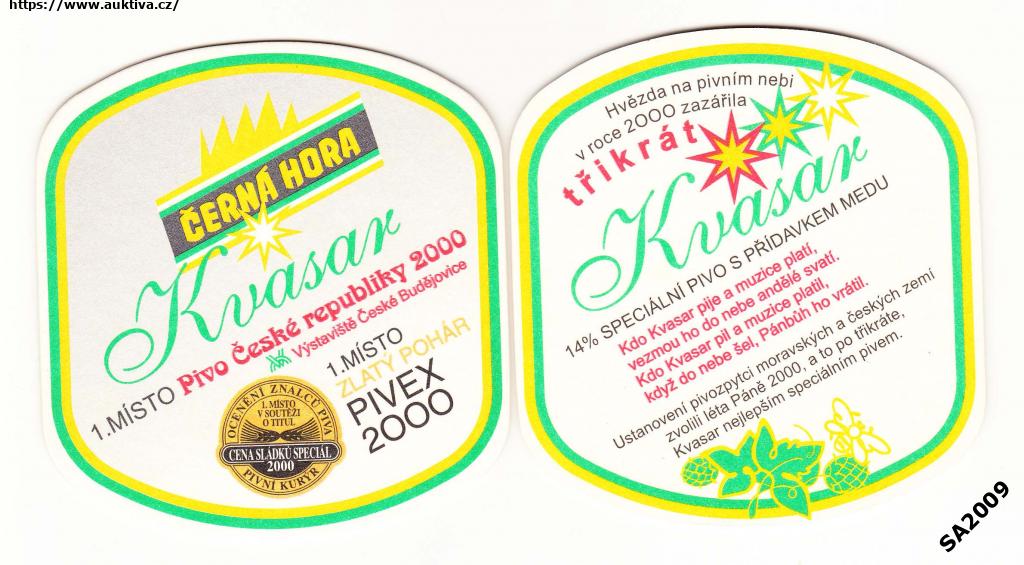 https://www.auktiva.cz/
ČERNÁ HORA
Kvasar
1.MÍSTO Pivo České republiky 2000
Výstaviště České Budějovice
1.MÍSTO
ZLATÝ POHÁR
PIVEX
2000
OCENĚNÍ ZNALCŮ PIVA
1. MÍSTO
V SOUTĚŽI
O TITUL
CENA SLÁDKŮ SPECIÁL
2000
PIVNÍ KURÝR
Hvězda na pivním nebi
v roce 2000 zazářila
třikrát
Kvasar
14% SPECIÁLNÍ PIVO S PŘÍDAVKEM MEDU
Kdo Kvasar pije a muzice platí,
vezmou ho do nebe andělé svatí.
Kdo Kvasar pil a muzice platil,
když do nebe šel, Pánbůh ho vrátil.
Ustanovení pivozpytci moravských a českých zemí
zvolili léta Páně 2000, a to po třikráte,
Kvasar nejlepším speciálním pivem.
SA2009